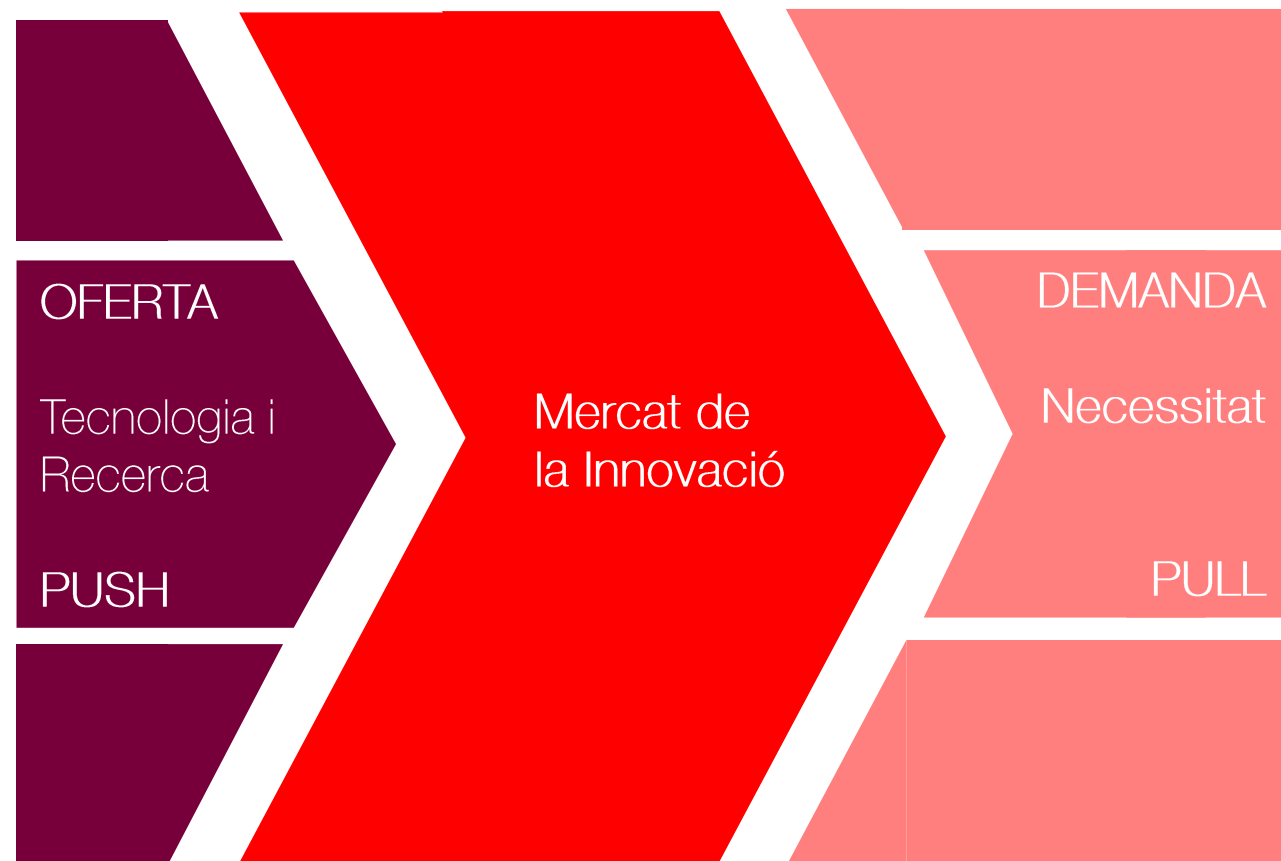 OFERTA
Tecnologia i
Recerca
PUSH
Mercat de
la Innovació
DEMANDA
Necessitat
PULL